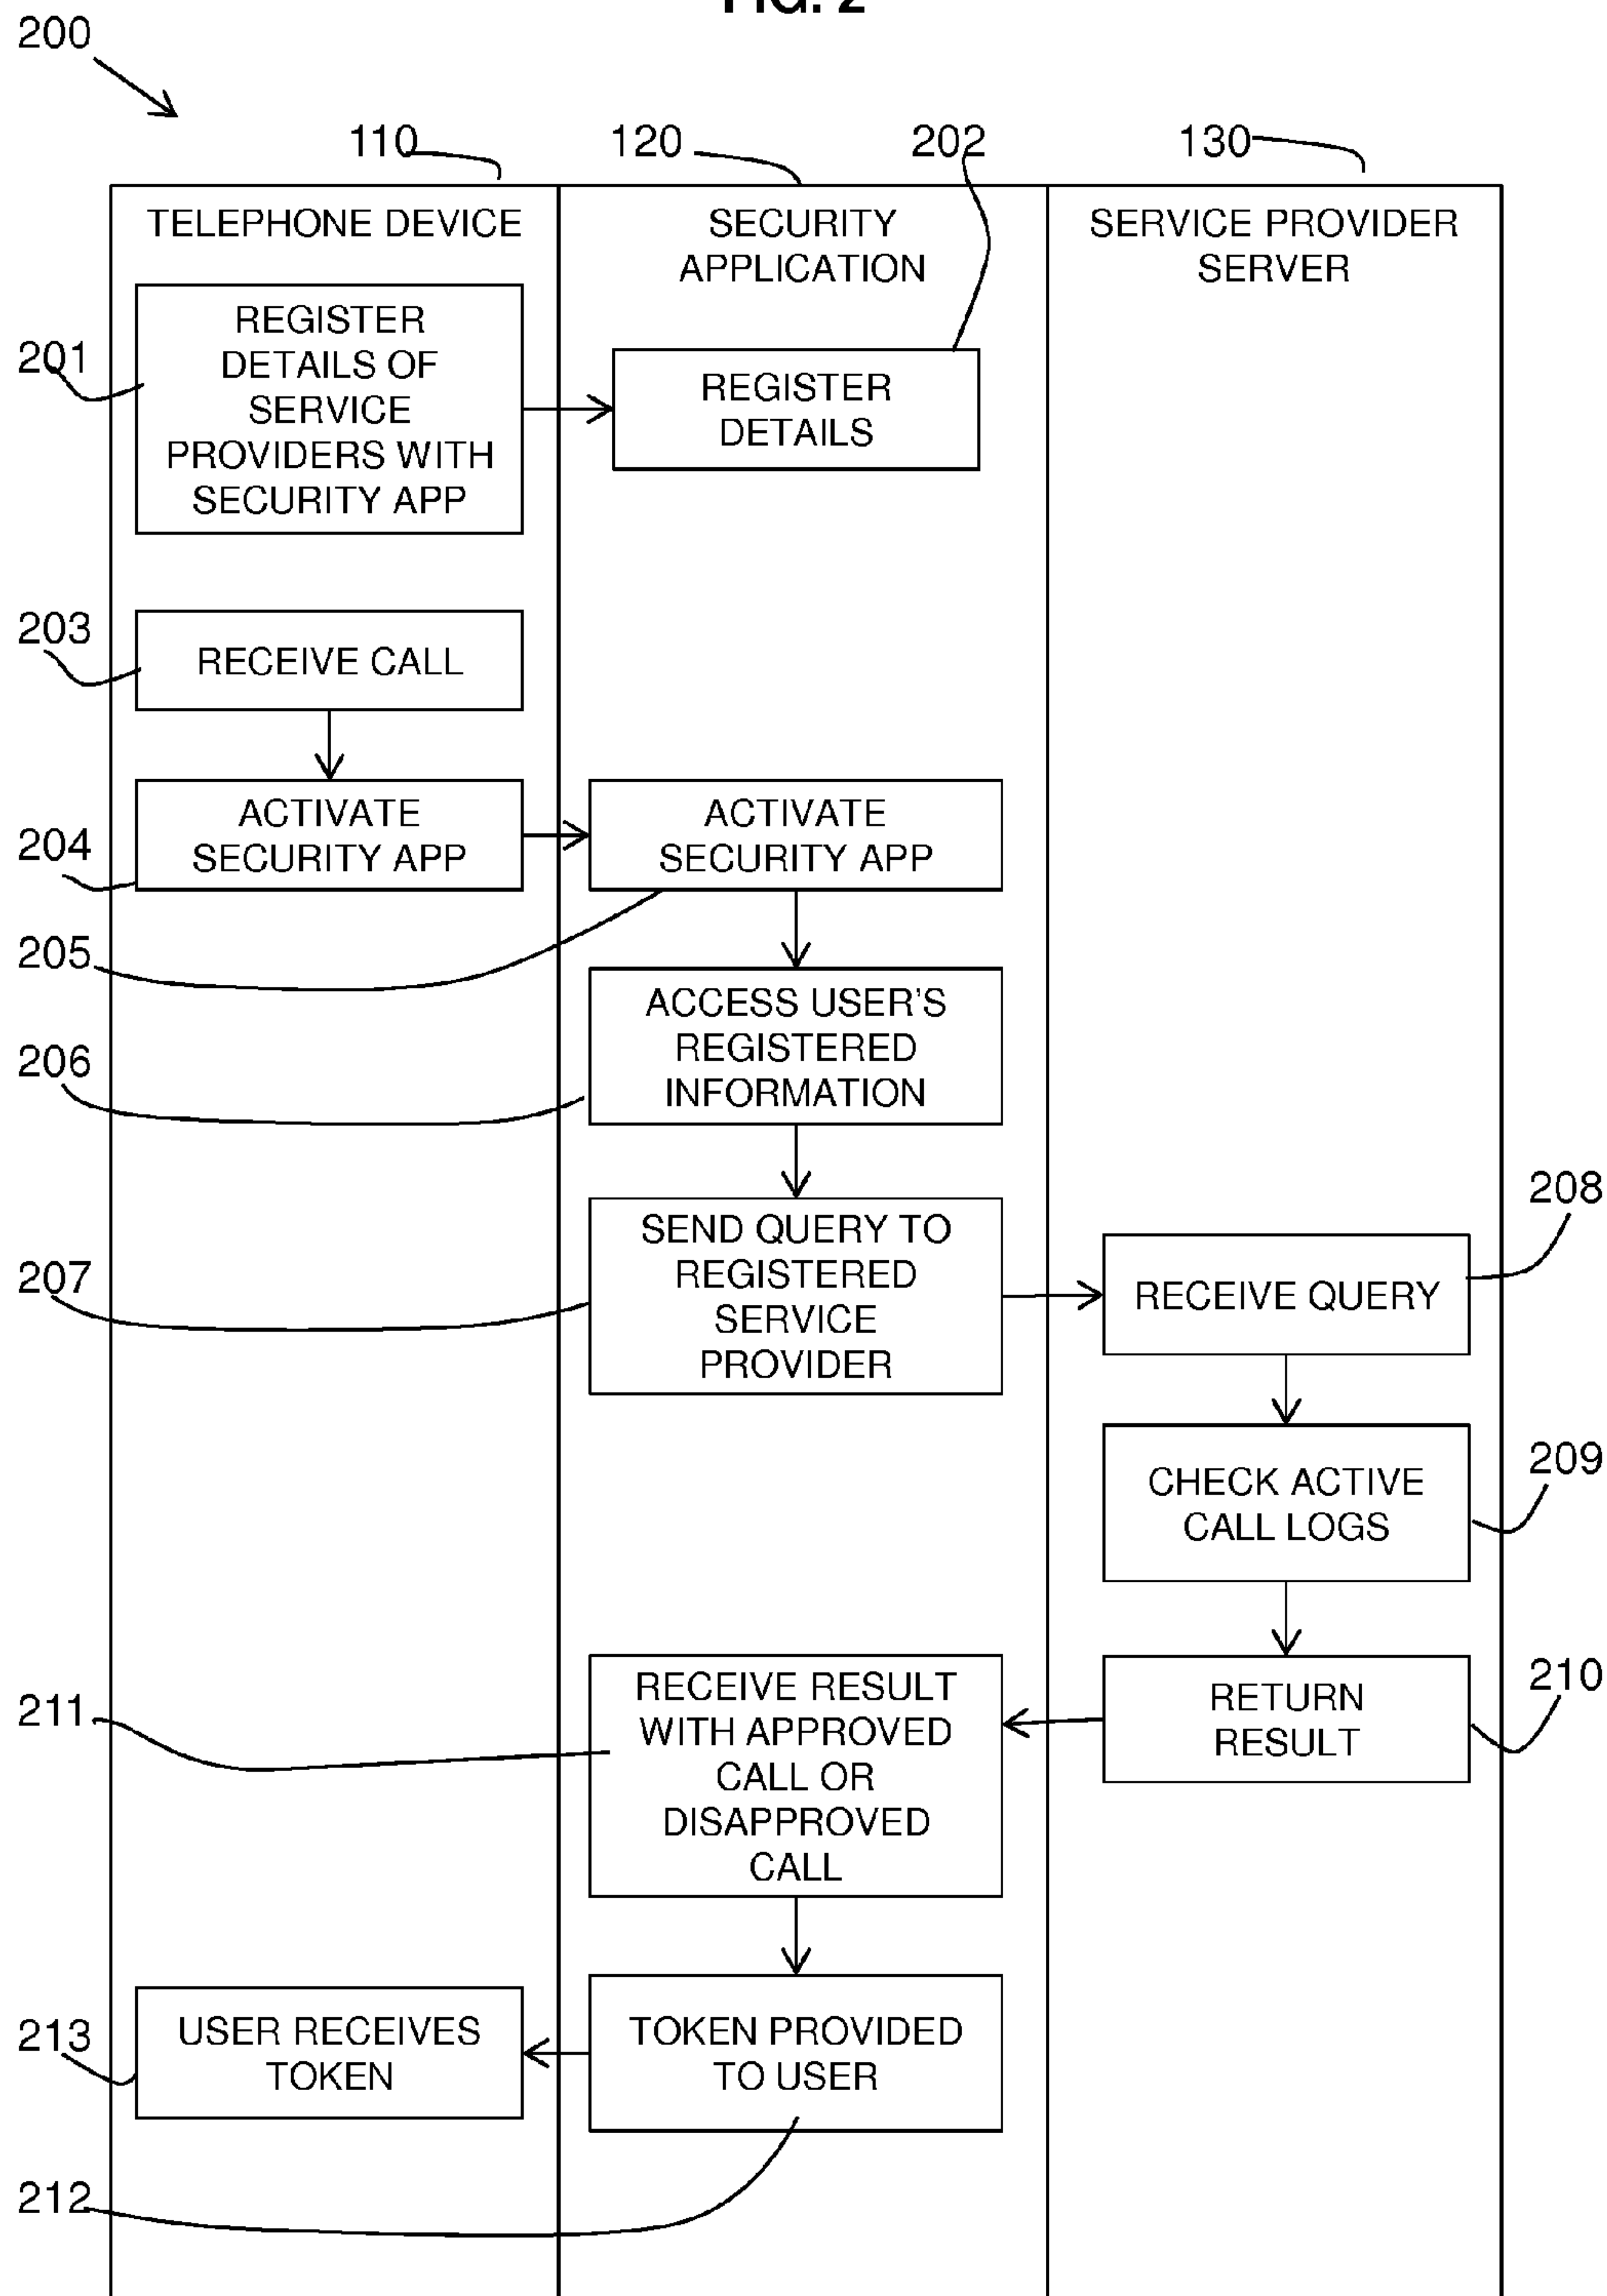 FIG. 2
200
110
120
202
130
TELEPHONE DEVICE
SECURITY
APPLICATION
SERVICE PROVIDER
SERVER
201
REGISTER
DETAILS OF
SERVICE
PROVIDERS WITH
SECURITY APP
REGISTER
DETAILS
203
RECEIVE CALL
204
ACTIVATE
SECURITY APP
ACTIVATE
SECURITY APP
205
206
ACCESS USER'S
REGISTERED
INFORMATION
207
SEND QUERY TO
REGISTERED
SERVICE
PROVIDER
208
RECEIVE QUERY
209
CHECK ACTIVE
CALL LOGS
210
RETURN
RESULT
211
RECEIVE RESULT
WITH APPROVED
CALL OR
DISAPPROVED
CALL
213
USER RECEIVES
TOKEN
TOKEN PROVIDED
TO USER
212